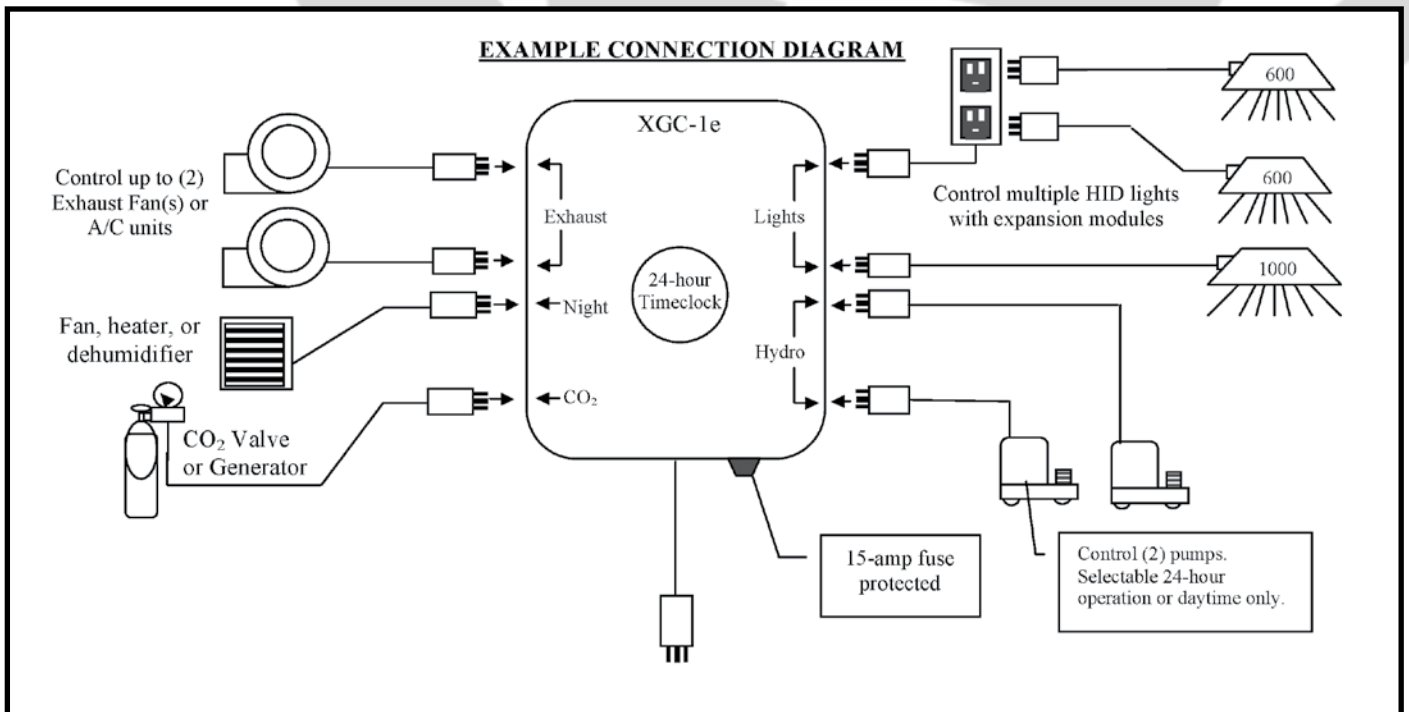 EXAMPLE CONNECTION DIAGRAM
XGC-1e
Control up to (2)
Exhaust Fan(s) or
A/C units
Exhaust
Night
Fan, heater, or
dehumidifier
CO₂
CO₂ Valve
or Generator
24-hour
Timeclock
Lights
Hydro
600
600
Control multiple HID lights
with expansion modules
1000
15-amp fuse
protected
Control (2) pumps.
Selectable 24-hour
operation or daytime only.